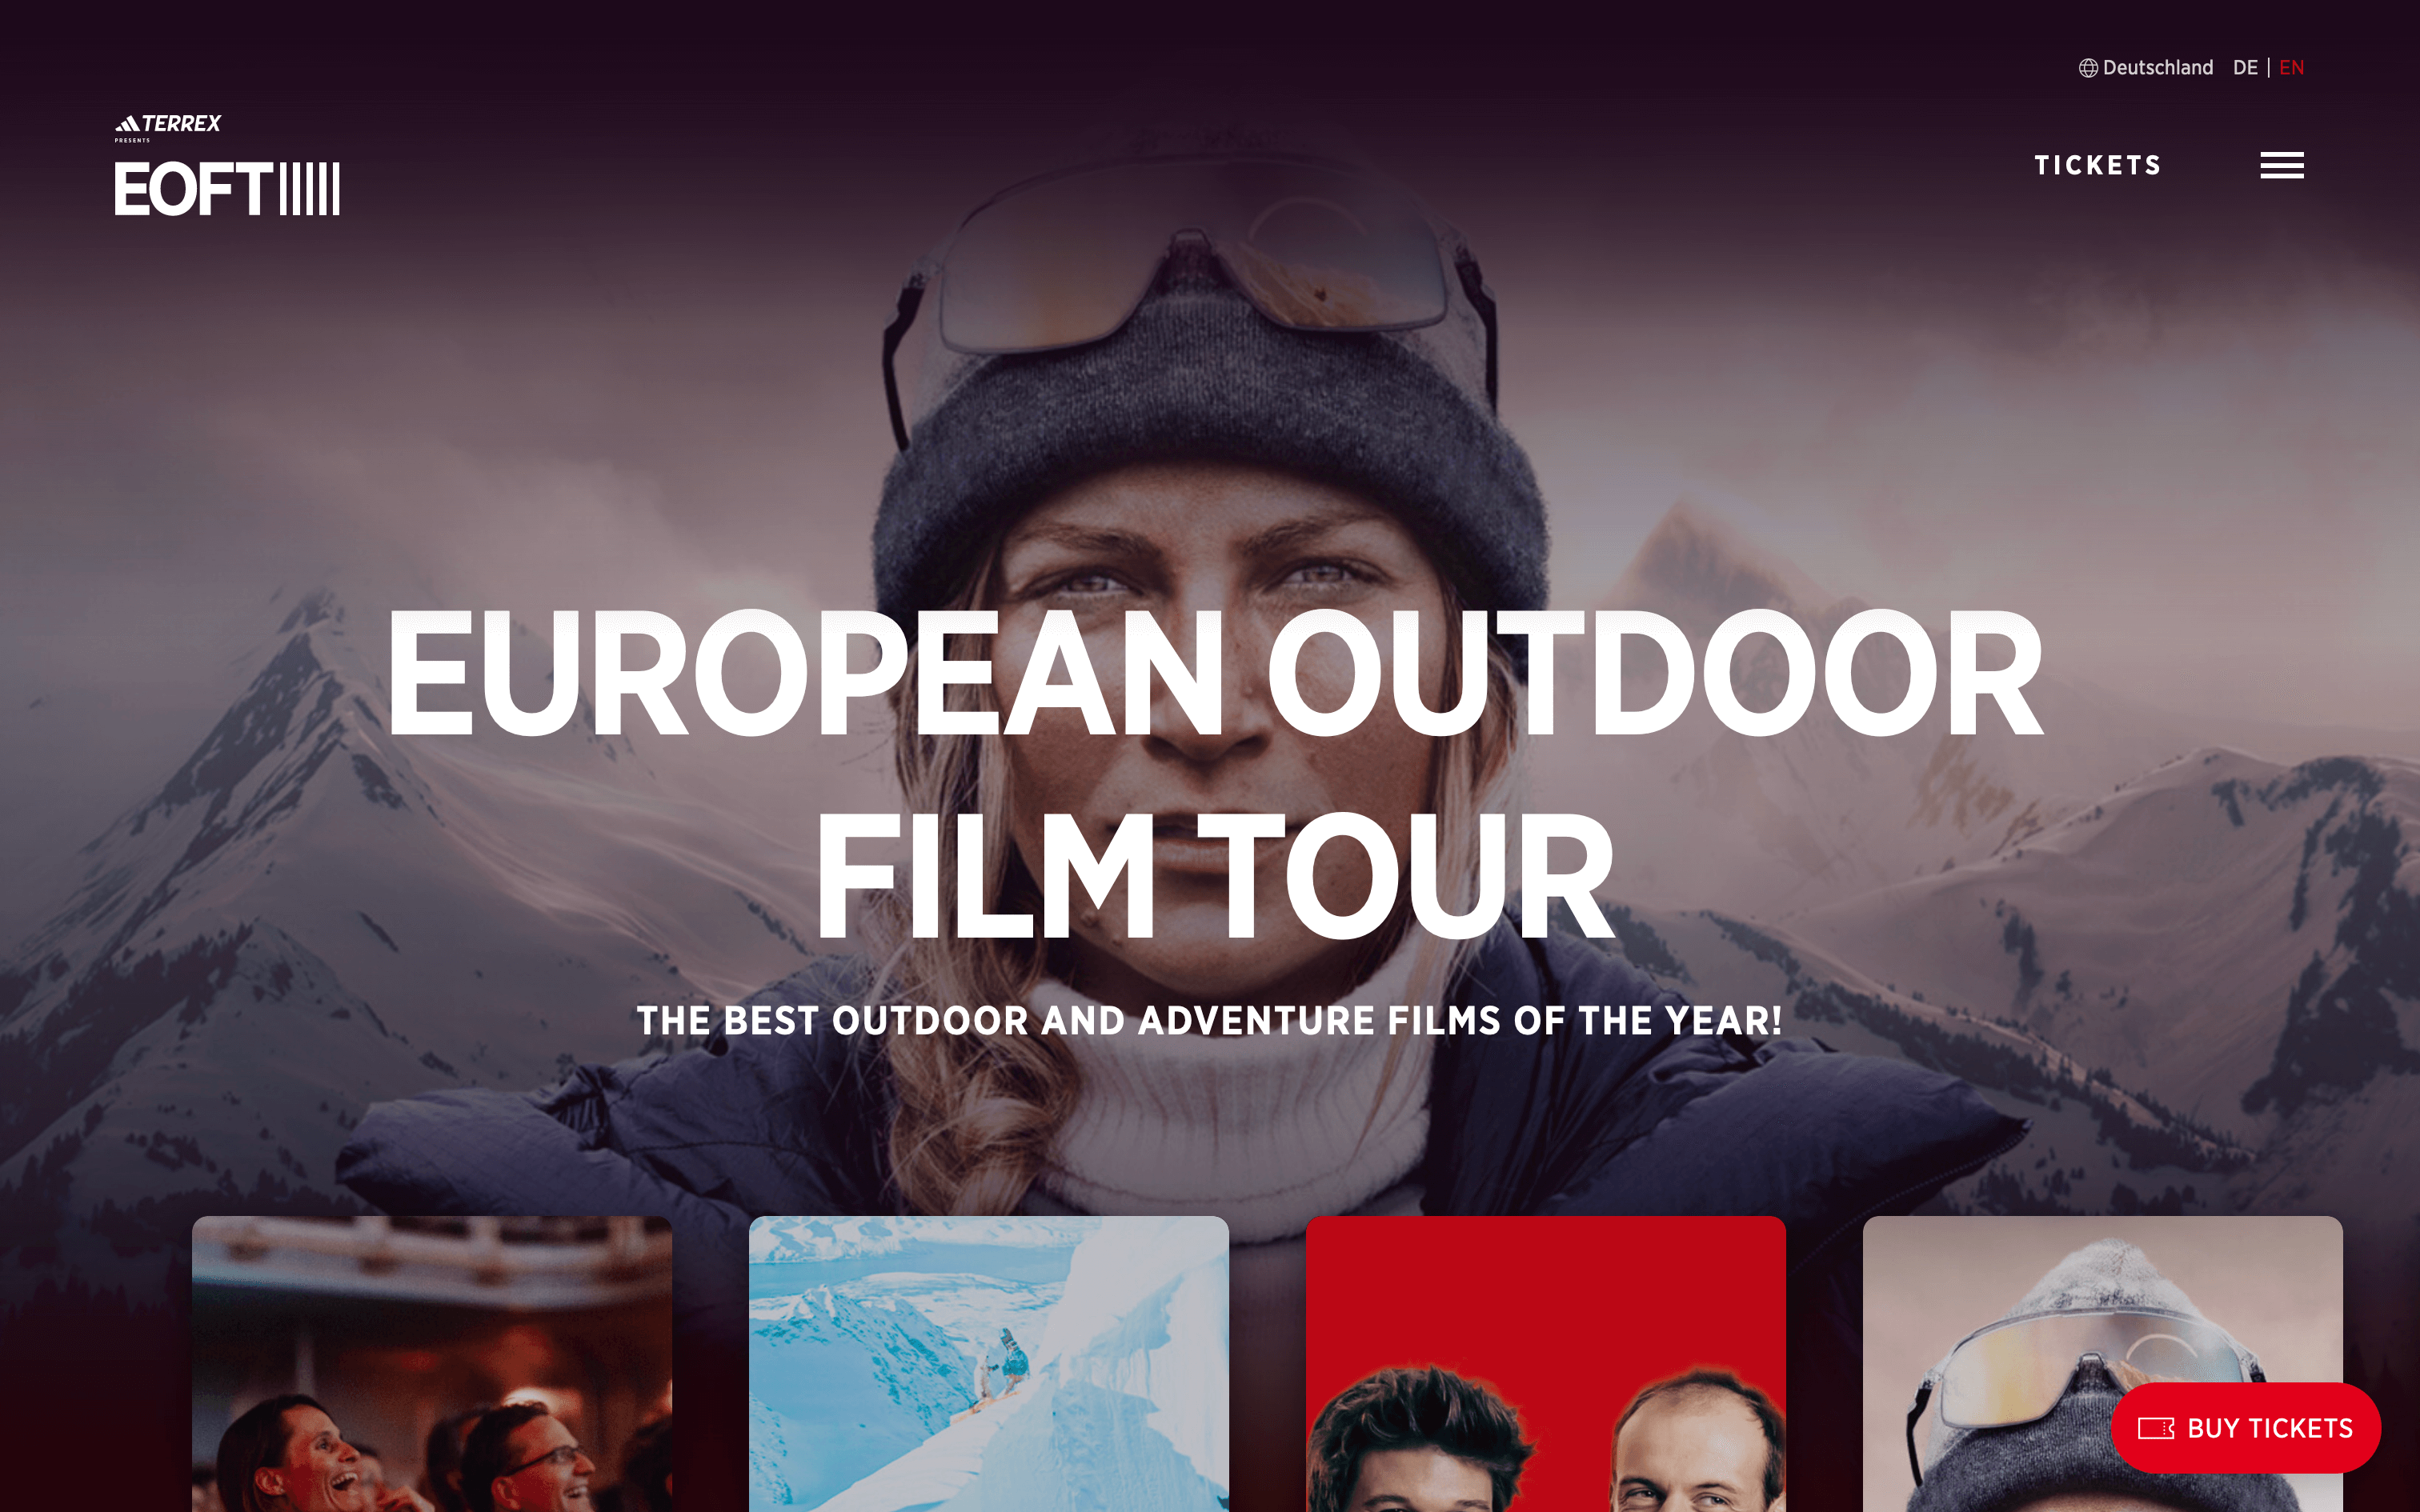 Deutschland DE | EN
TERREX
PRESENTS
EOFT
TICKETS
EUROPEAN OUTDOOR
FILM TOUR
THE BEST OUTDOOR AND ADVENTURE FILMS OF THE YEAR!
BUY TICKETS